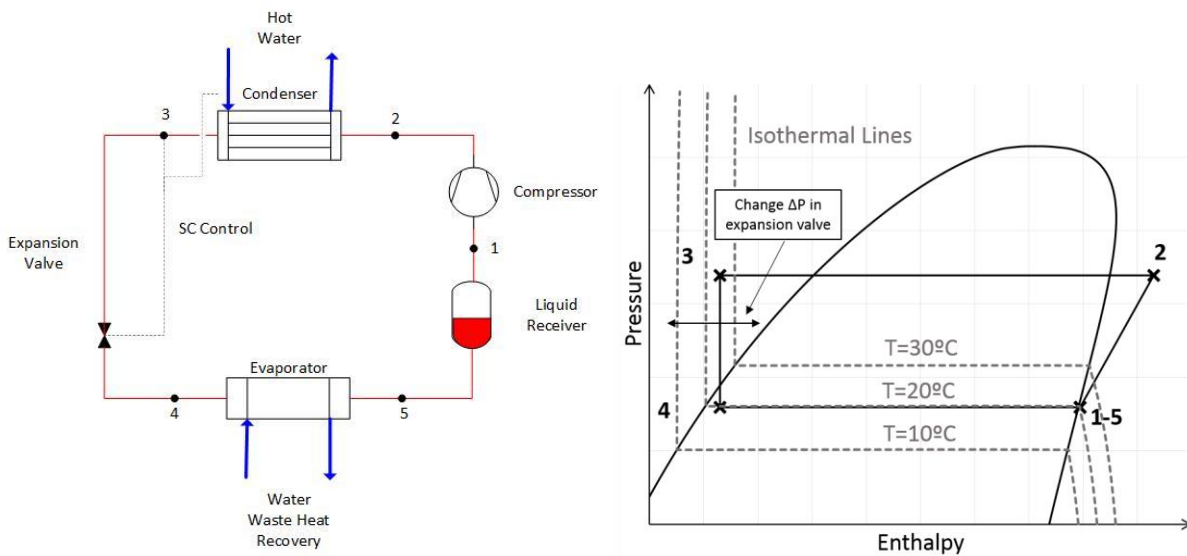 Hot
Water
Condenser
3
2
Compressor
SC Control
1
Expansion
Valve
Liquid
Receiver
Evaporator
4
5
Water
Waste Heat
Recovery
Isothermal Lines
Change ΔP in
expansion valve
3
2
Pressure
T=30ºC
T=20ºC
4
1-5
T=10ºC
Enthalpy